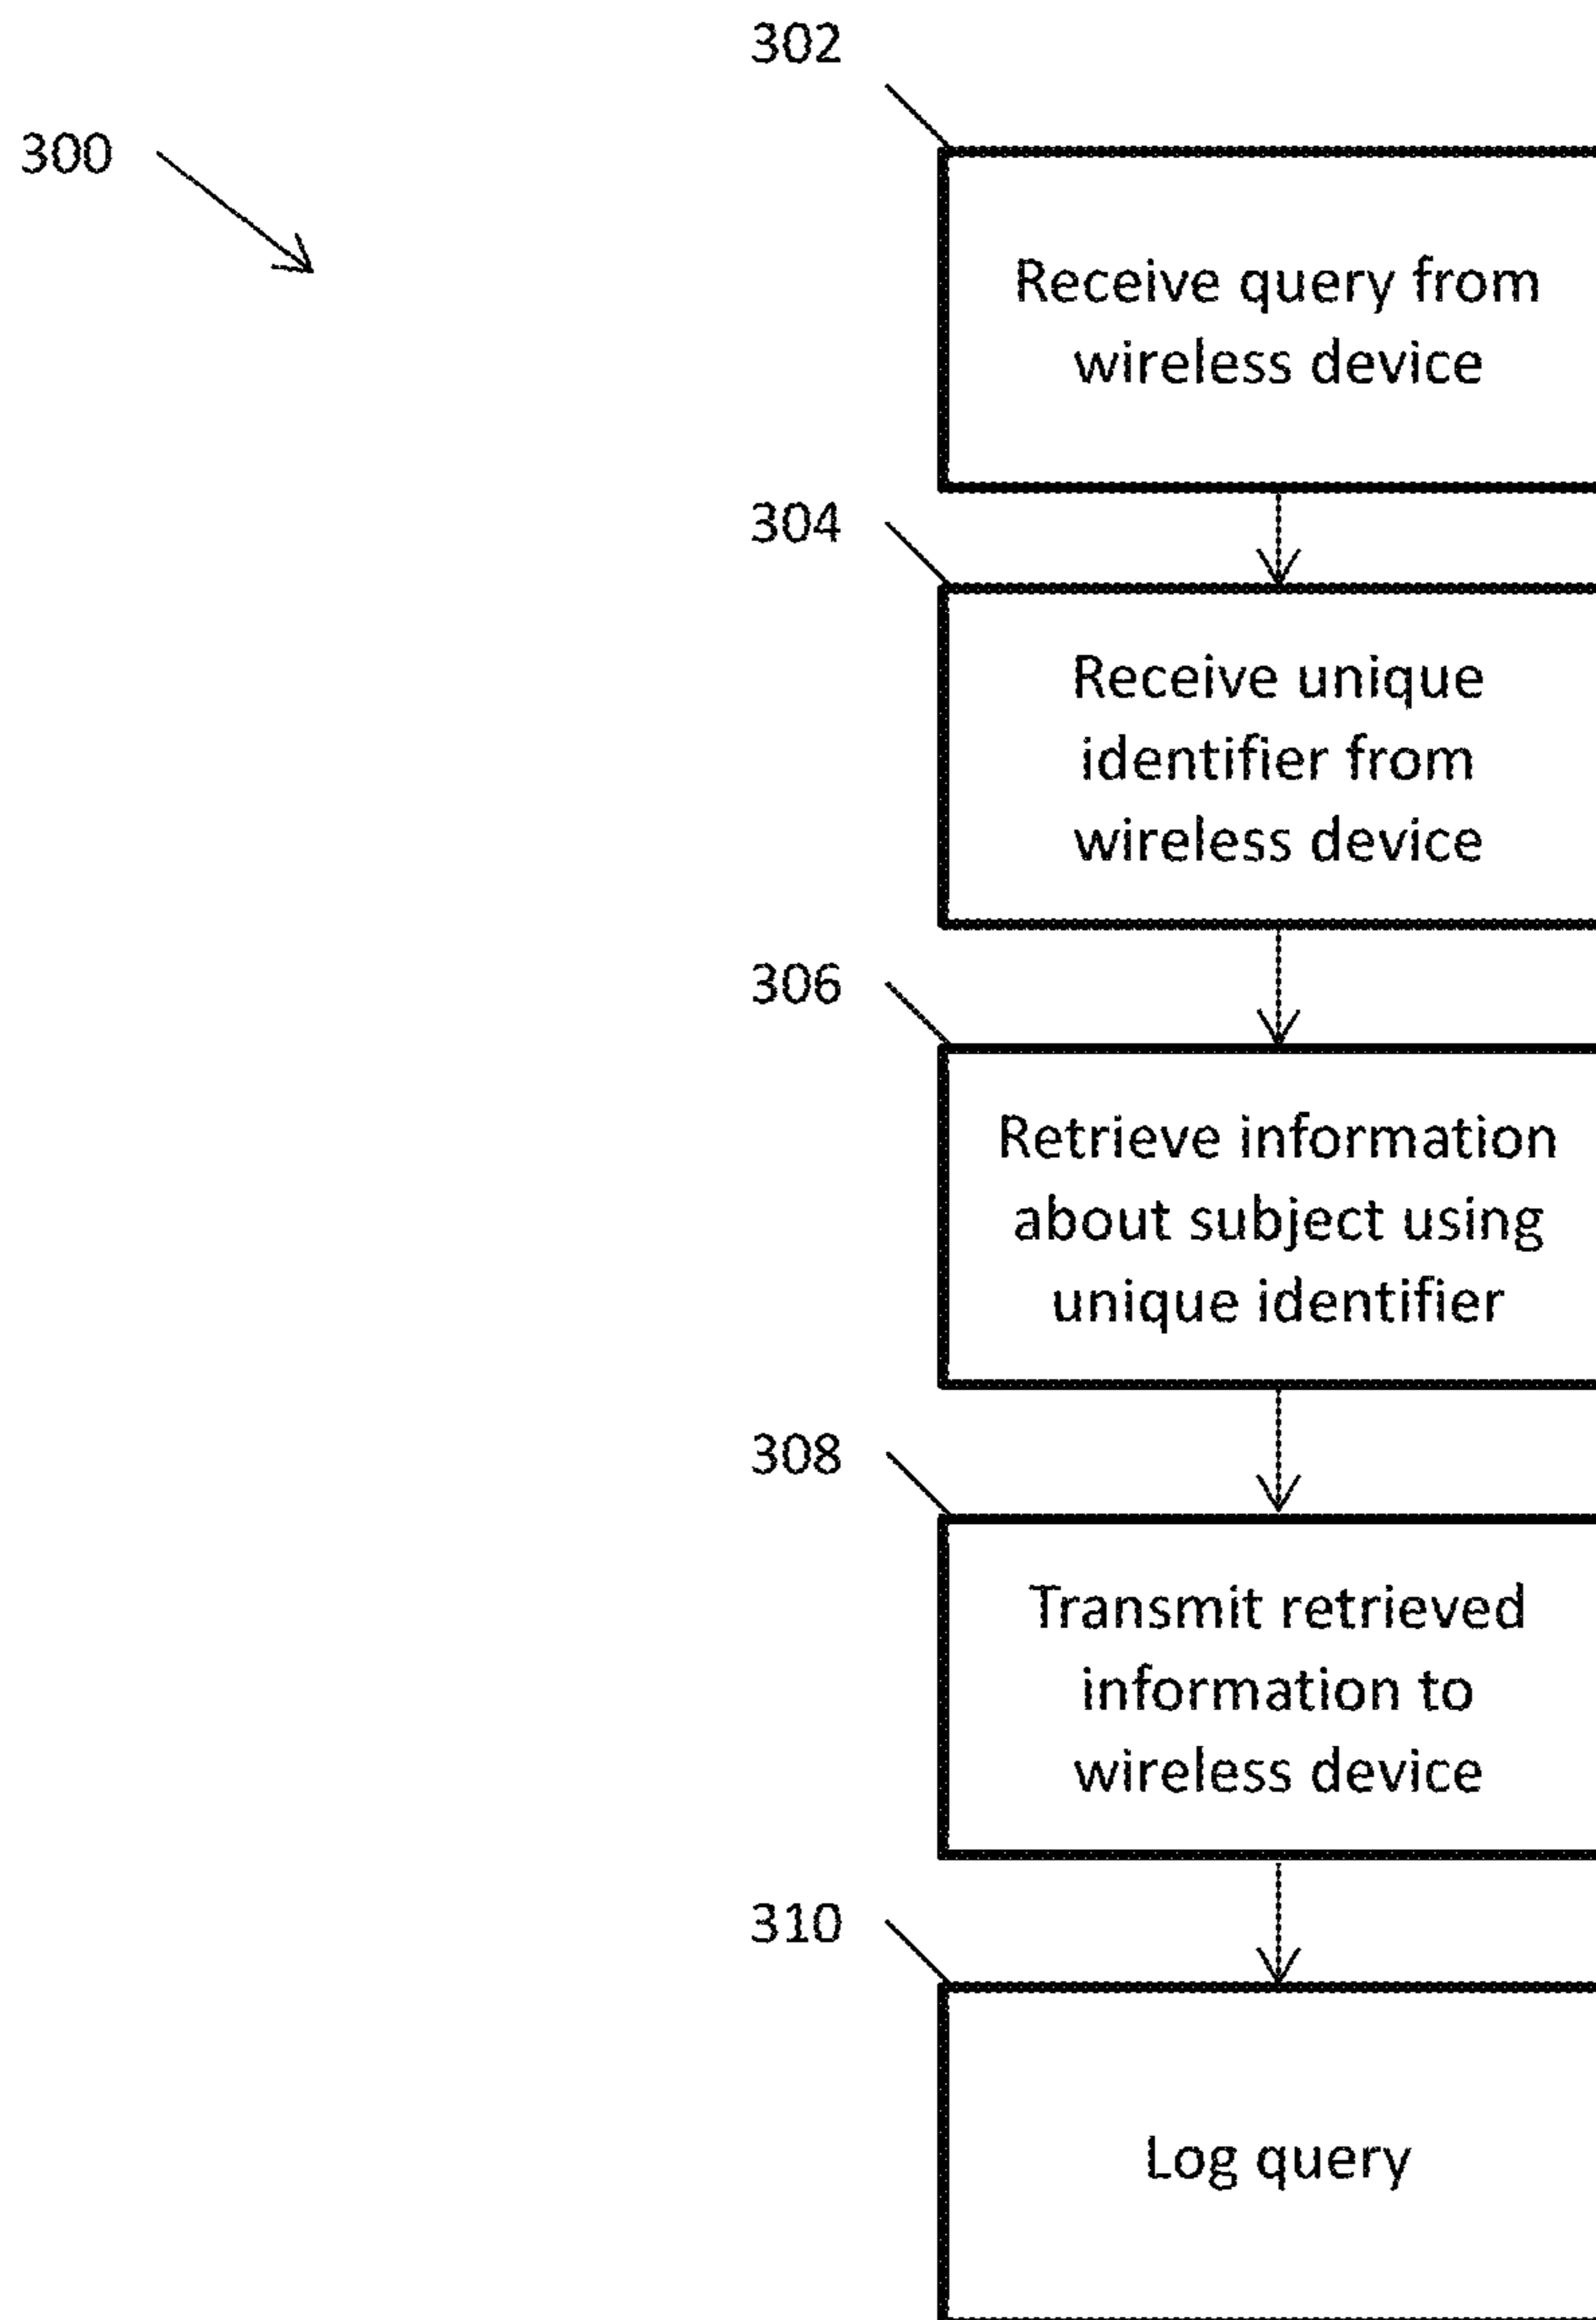 302
300
Receive query from
wireless device
304
Receive unique
identifier from
wireless device
306
Retrieve information
about subject using
unique identifier
308
Transmit retrieved
information to
wireless device
310
Log query